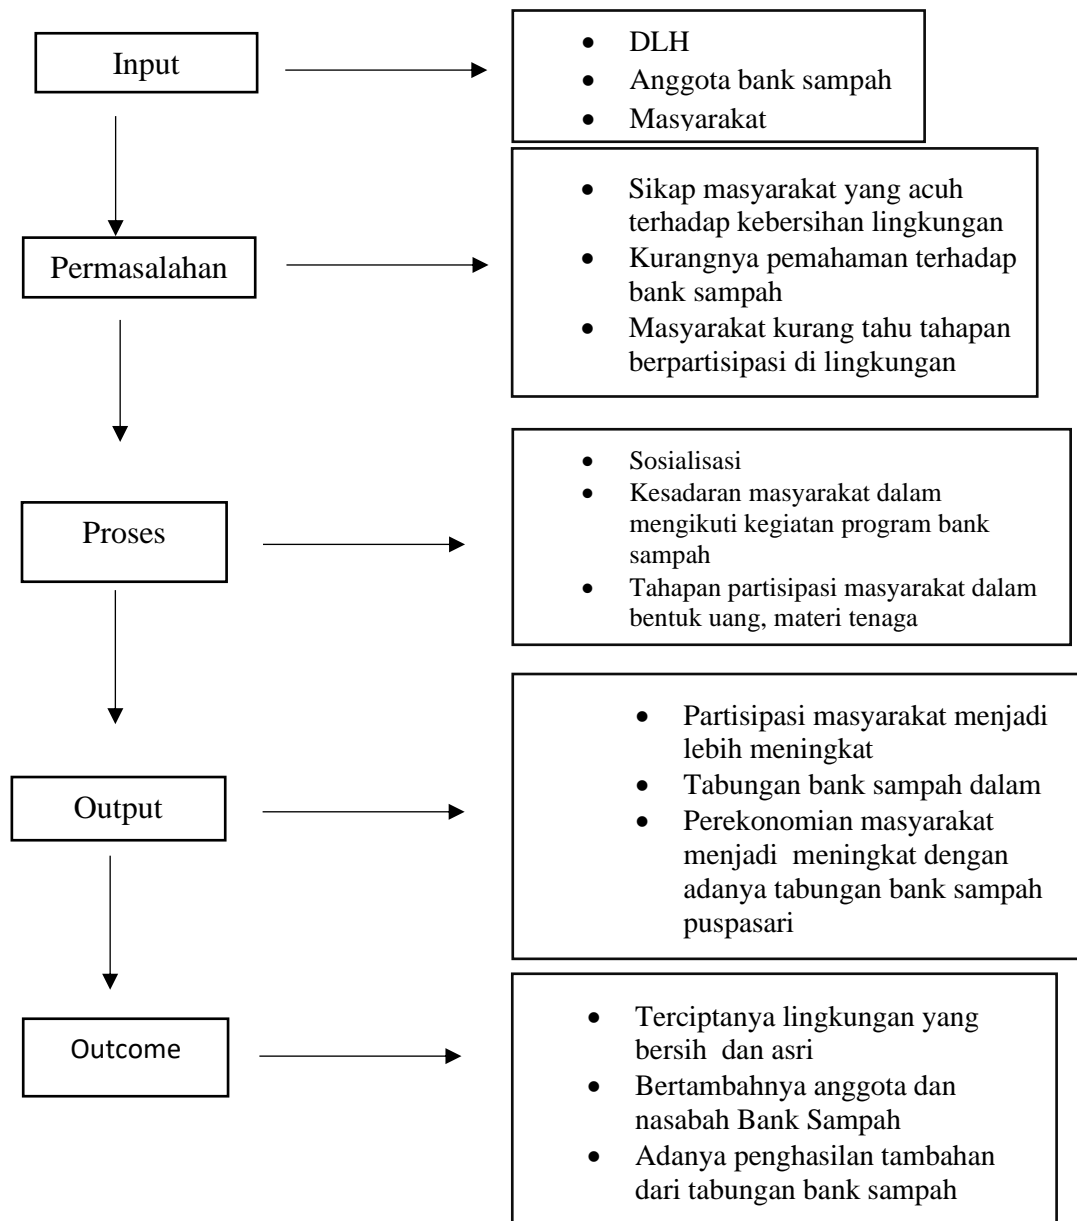 Input
• DLH
• Anggota bank sampah
• Masyarakat
Permasalahan
• Sikap masyarakat yang acuh
terhadap kebersihan lingkungan
• Kurangnya pemahaman terhadap
bank sampah
• Masyarakat kurang tahu tahapan
berpartisipasi di lingkungan
Proses
• Sosialisasi
• Kesadaran masyarakat dalam
mengikuti kegiatan program bank
sampah
• Tahapan partisipasi masyarakat dalam
bentuk uang, materi tenaga
Output
• Partisipasi masyarakat menjadi
lebih meningkat
• Tabungan bank sampah dalam
• Perekonomian masyarakat
menjadi meningkat dengan
adanya tabungan bank sampah
puspasari
Outcome
• Terciptanya lingkungan yang
bersih dan asri
• Bertambahnya anggota dan
nasabah Bank Sampah
• Adanya penghasilan tambahan
dari tabungan bank sampah